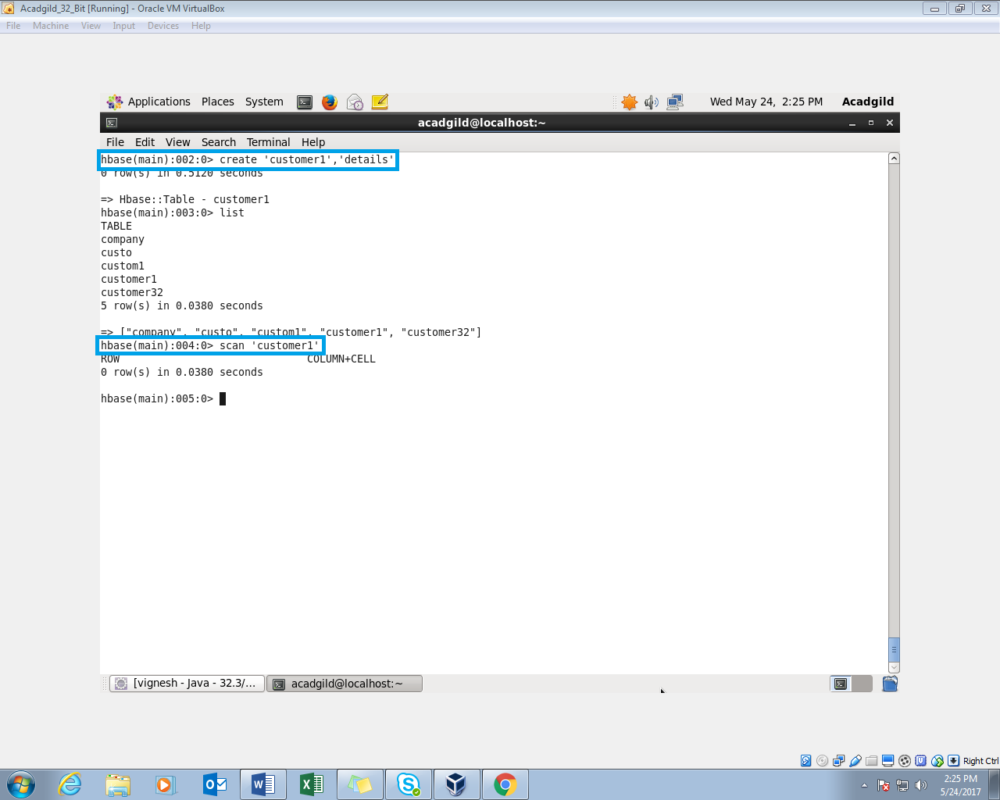 Acadgild_32_Bit [Running] - Oracle VM VirtualBox
File Machine View Input Devices Help
Applications Places System Wed May 24, 2:25 PM Acadgild
acadgild@localhost:~
File Edit View Search Terminal Help
hbase(main):002:0> create 'customer1','details'
0 row(s) in 0.5120 seconds
=> Hbase::Table - customer1
hbase(main):003:0> list
TABLE
company
custo
custom1
customer1
customer32
5 row(s) in 0.0380 seconds
=> ["company", "custo", "custom1", "customer1", "customer32"]
hbase(main):004:0> scan 'customer1'
ROW COLUMN+CELL
0 row(s) in 0.0380 seconds
hbase(main):005:0>
[vignesh - Java - 32.3/... acadgild@localhost:~
Right Ctrl
2:25 PM
5/24/2017